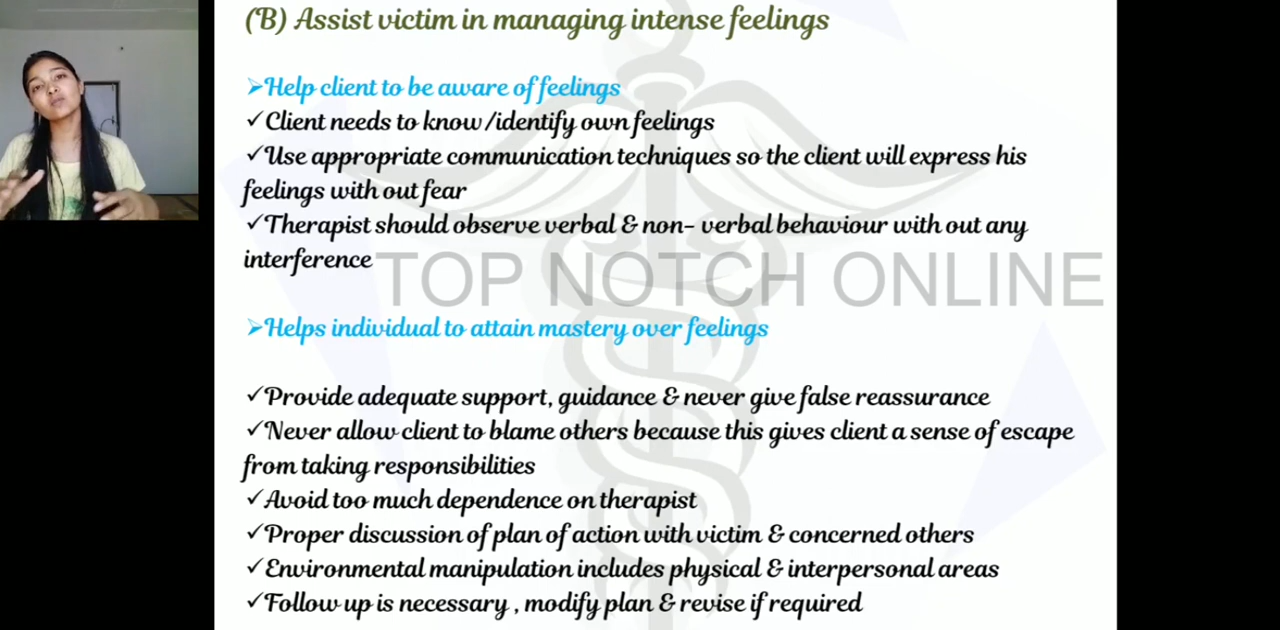 (B) Assist victim in managing intense feelings
➢Help client to be aware of feelings
✓Client needs to know /identify own feelings
✓Use appropriate communication techniques so the client will express his
feelings with out fear
✓Therapist should observe verbal & non- verbal behaviour with out any
interference
TOP NOTCH ONLINE
➢Helps individual to attain mastery over feelings
✓Provide adequate support, guidance & never give false reassurance
✓Never allow client to blame others because this gives client a sense of escape
from taking responsibilities
✓Avoid too much dependence on therapist
✓Proper discussion of plan of action with victim & concerned others
✓Environmental manipulation includes physical & interpersonal areas
✓Follow up is necessary , modify plan & revise if required